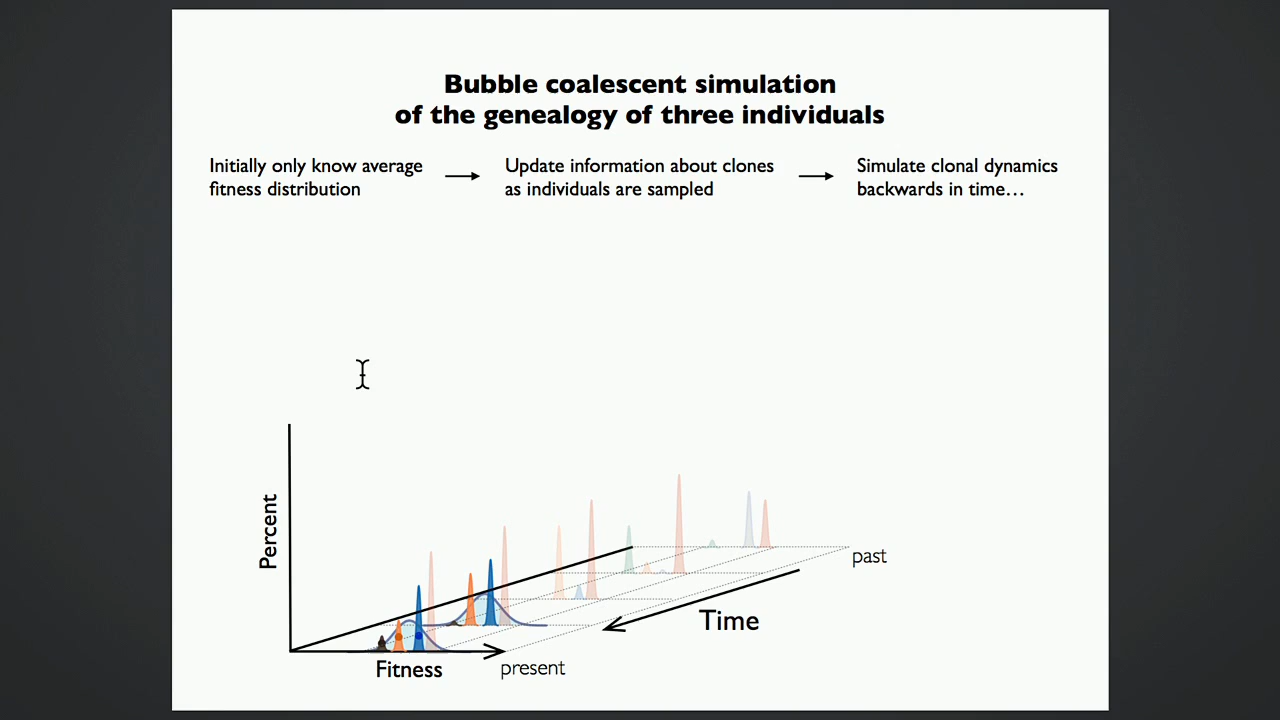 Bubble coalescent simulation
of the genealogy of three individuals
Initially only know average
fitness distribution
Update information about clones
as individuals are sampled
Simulate clonal dynamics
backwards in time…
Percent
past
Time
Fitness
present